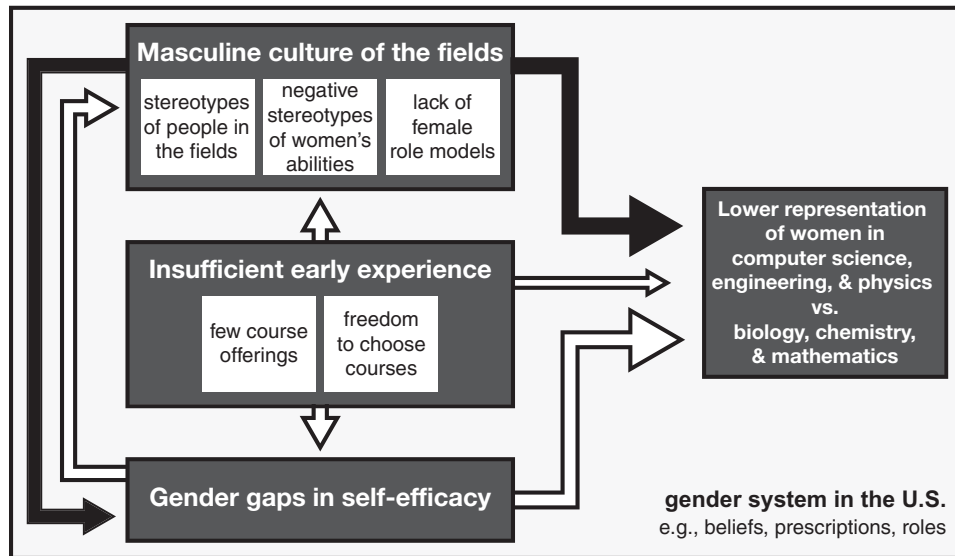 Masculine culture of the fields
stereotypes
of people in
the fields
negative
stereotypes
of women's
abilities
lack of
female
role models
Insufficient early experience
few course
offerings
freedom
to choose
courses
Gender gaps in self-efficacy
Lower representation
of women in
computer science,
engineering, & physics
vs.
biology, chemistry,
& mathematics
gender system in the U.S.
e.g., beliefs, prescriptions, roles